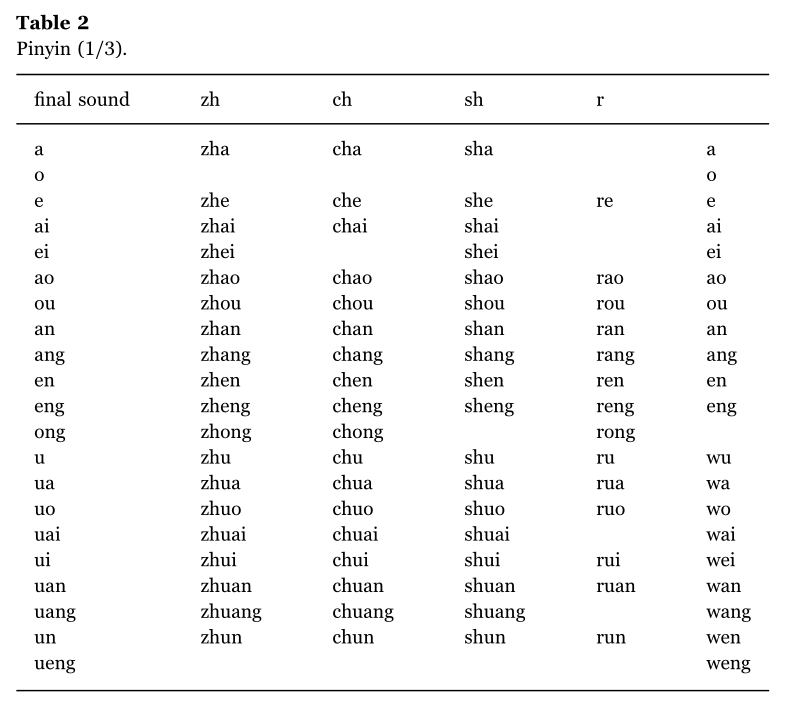 Table 2
Pinyin (1/3).
final sound zh ch sh r
a zha cha sha a
o o
e zhe che she re e
ai zhai chai shai ai
ei zhei shei ei
ao zhao chao shao rao ao
ou zhou chou shou rou ou
an zhan chan shan ran an
ang zhang chang shang rang ang
en zhen chen shen ren en
eng zheng cheng sheng reng eng
ong zhong chong rong
u zhu chu shu ru wu
ua zhua chua shua rua wa
uo zhuo chuo shuo ruo wo
uai zhuai chuai shuai wai
ui zhui chui shui rui wei
uan zhuan chuan shuan ruan wan
uang zhuang chuang shuang wang
un zhun chun shun run wen
ueng weng